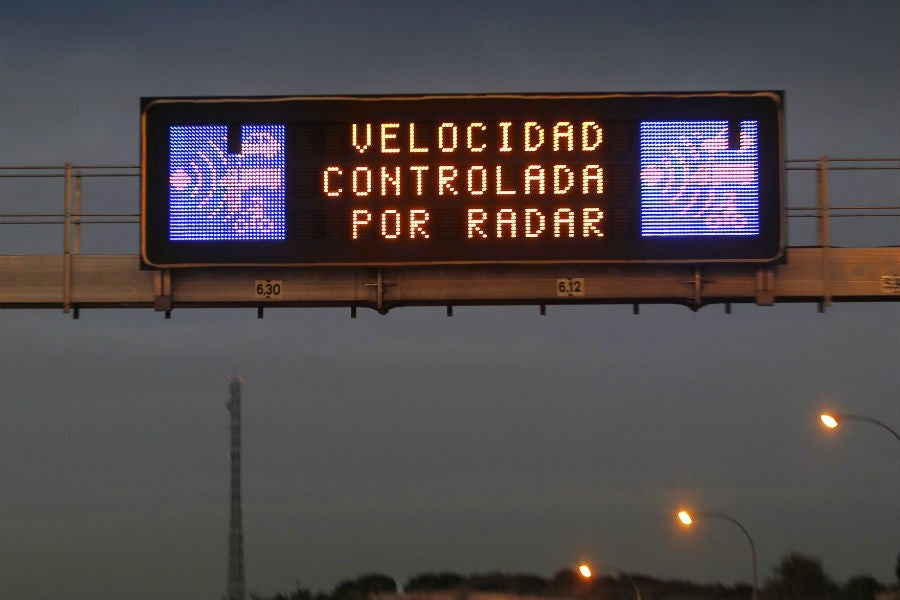 VELOCIDAD
CONTROLADA
POR RADAR
6,30
6,12